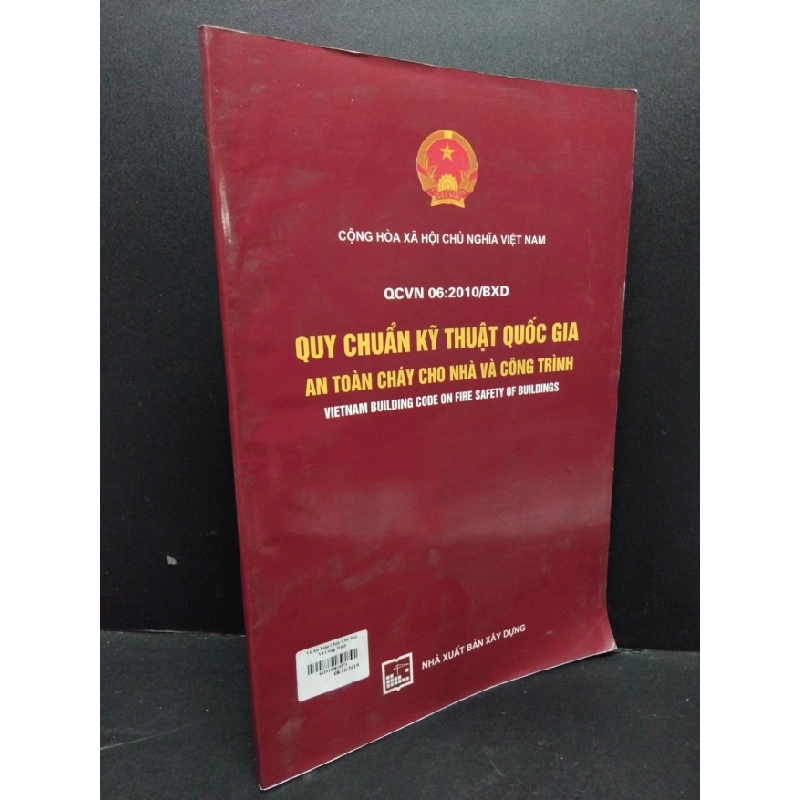 VIỆT NAM
CỘNG HÒA XÃ HỘI CHỦ NGHĨA VIỆT NAM
QCVN 06:2010/BXD
QUY CHUẨN KỸ THUẬT QUỐC GIA
AN TOÀN CHÁY CHO NHÀ VÀ CÔNG TRÌNH
VIETNAM BUILDING CODE ON FIRE SAFETY OF BUILDINGS
NHÀ XUẤT BẢN XÂY DỰNG